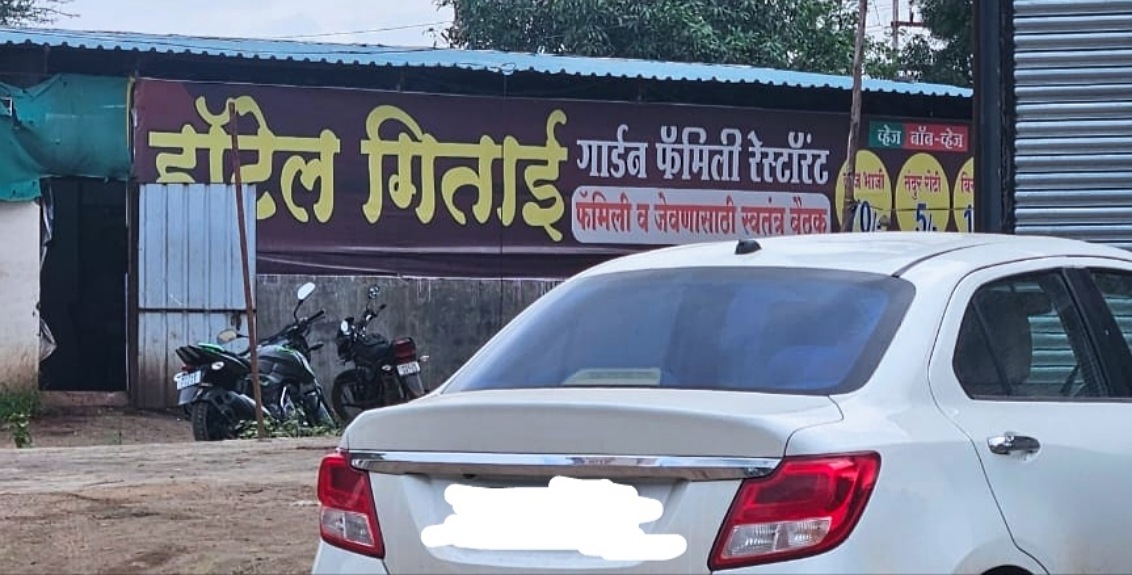 हॉटेल गिताई
गार्डन फॅमिली रेस्टॉरंट
फॅमिली व जेवणासाठी स्वतंत्र बैठक
व्हेज नॉन-व्हेज
भाजी
तंदुर रोटी
5/-